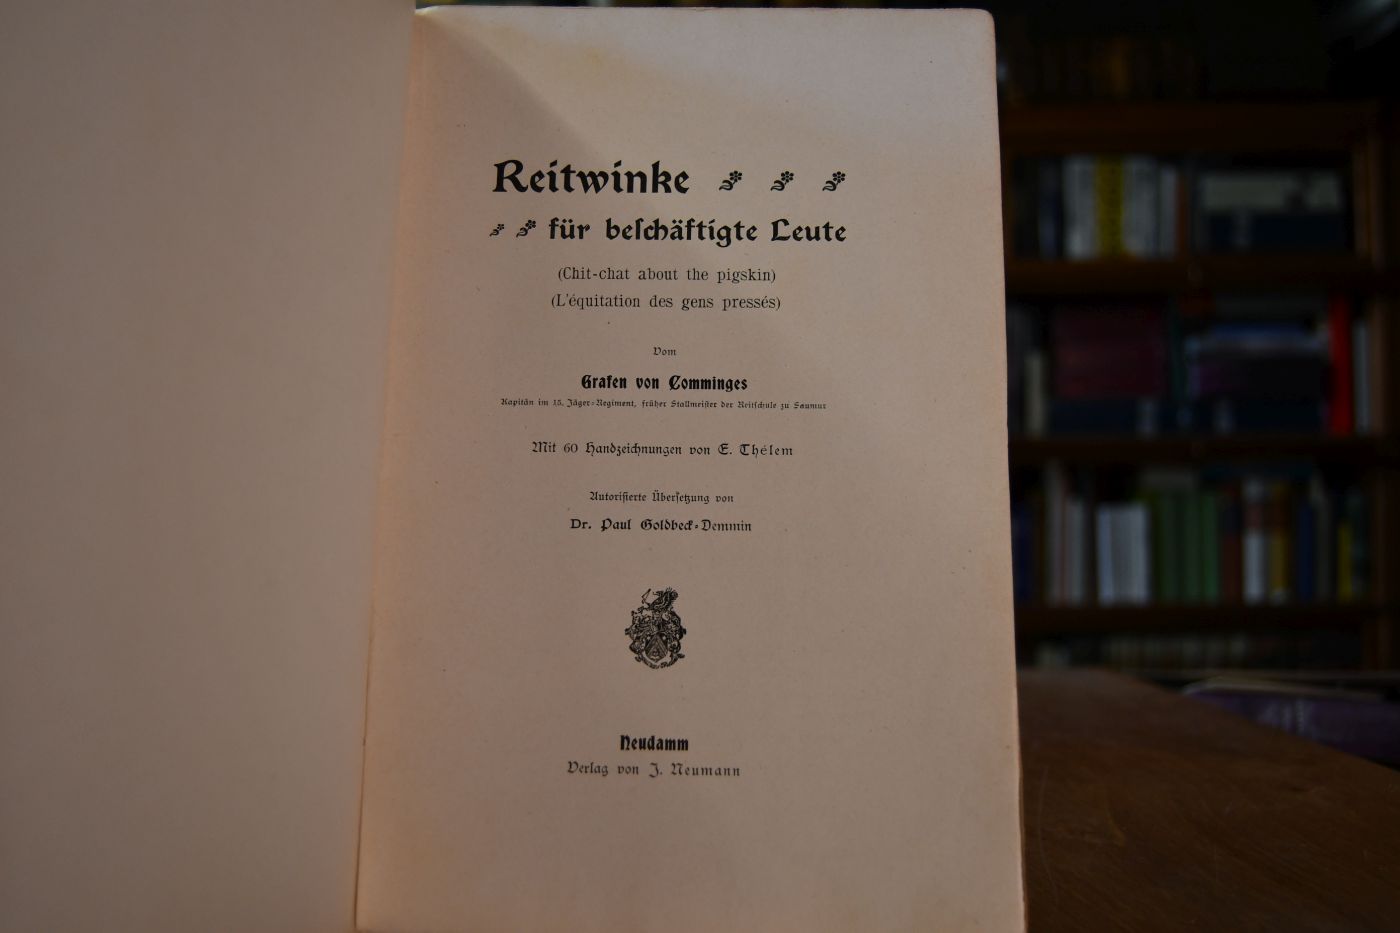 Reitwinke
für beſchäftigte Leute
(Chit-chat about the pigskin)
(L'équitation des gens pressés)
Vom
Grafen von Comminges
Kapitän im 15. Jäger-Regiment, früher Stallmeiſter der Reitſchule zu Saumur
Mit 60 Handzeichnungen von E. Thélem
Autoriſierte Überſetzung von
Dr. Paul Goldbeck-Demmin
Neudamm
Verlag von J. Neumann